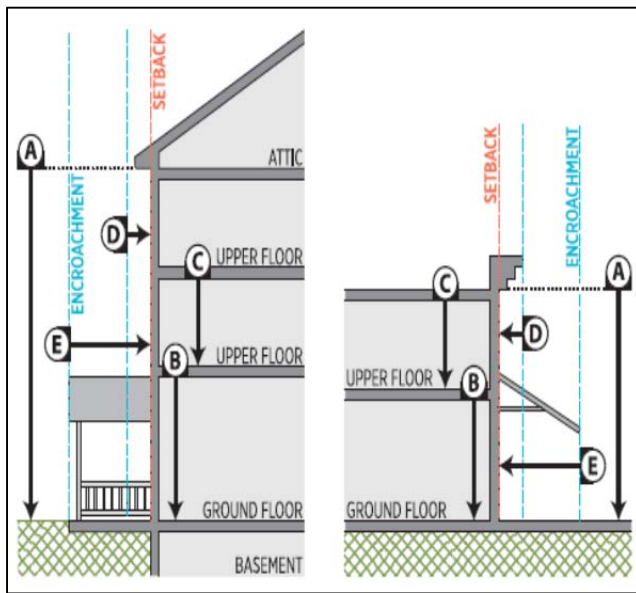 SETBACK
A
ATTIC
ENCROACHMENT
D
UPPER FLOOR
C
E
UPPER FLOOR
B
GROUND FLOOR
BASEMENT
SETBACK
ENCROACHMENT
A
C
D
UPPER FLOOR
B
E
GROUND FLOOR